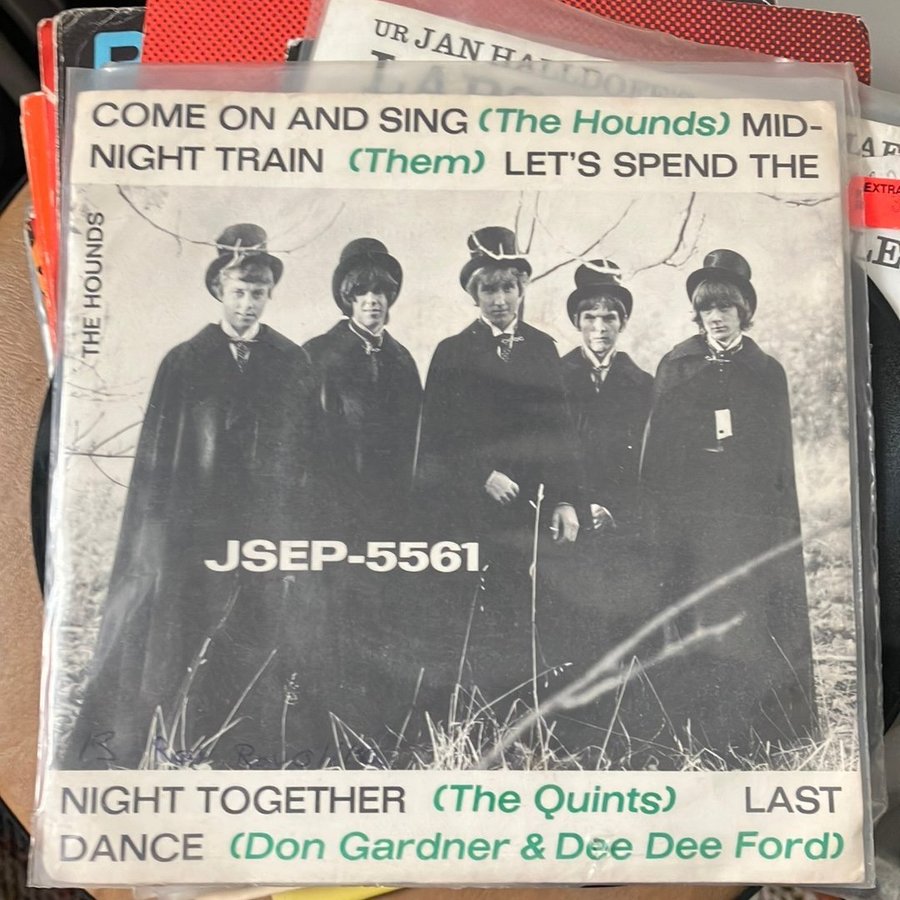 UR JAN HALLDOFF'S
COME ON AND SING (The Hounds) MID-
NIGHT TRAIN (Them) LET'S SPEND THE
THE HOUNDS
EXTRA
JSEP-5561
NIGHT TOGETHER (The Quints) LAST
DANCE (Don Gardner & Dee Dee Ford)